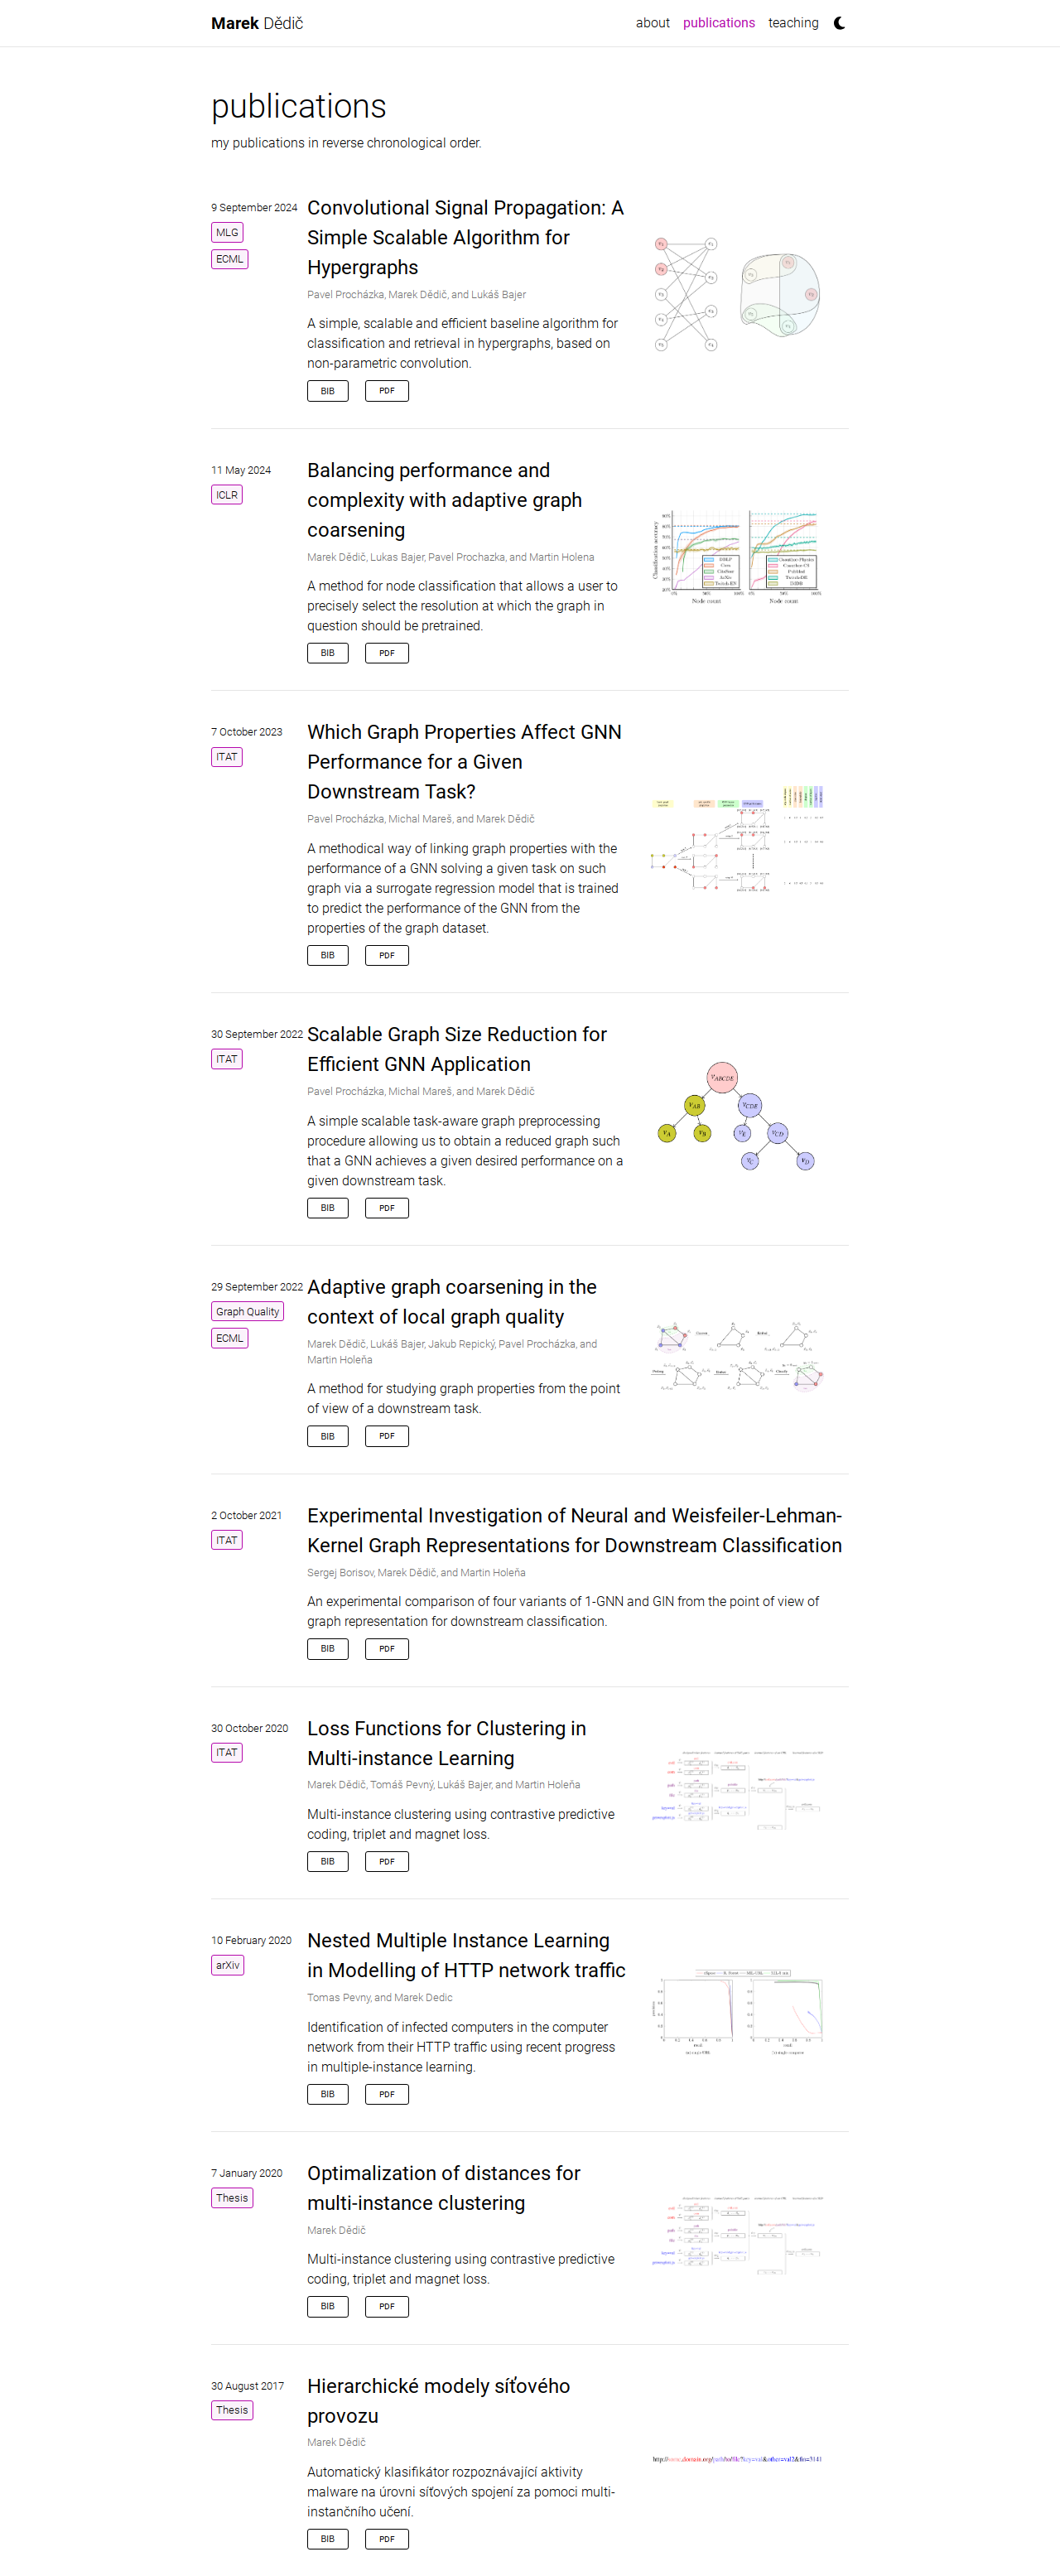 Marek Dědič
about publications teaching
publications
my publications in reverse chronological order.
9 September 2024
MLG
ECML
Convolutional Signal Propagation: A
Simple Scalable Algorithm for
Hypergraphs
Pavel Procházka, Marek Dědič, and Lukáš Bajer
A simple, scalable and efficient baseline algorithm for
classification and retrieval in hypergraphs, based on
non-parametric convolution.
BIB PDF
11 May 2024
ICLR
Balancing performance and
complexity with adaptive graph
coarsening
Marek Dědič, Lukas Bajer, Pavel Prochazka, and Martin Holena
A method for node classification that allows a user to
precisely select the resolution at which the graph in
question should be pretrained.
BIB PDF
Classification accuracy
Node count
Node count
7 October 2023
ITAT
Which Graph Properties Affect GNN
Performance for a Given
Downstream Task?
Pavel Procházka, Michal Mareš, and Marek Dědič
A methodical way of linking graph properties with the
performance of a GNN solving a given task on such
graph via a surrogate regression model that is trained
to predict the performance of the GNN from the
properties of the graph dataset.
BIB PDF
30 September 2022
ITAT
Scalable Graph Size Reduction for
Efficient GNN Application
Pavel Procházka, Michal Mareš, and Marek Dědič
A simple scalable task-aware graph preprocessing
procedure allowing us to obtain a reduced graph such
that a GNN achieves a given desired performance on a
given downstream task.
BIB PDF
29 September 2022
Graph Quality
ECML
Adaptive graph coarsening in the
context of local graph quality
Marek Dědič, Lukáš Bajer, Jakub Repický, Pavel Procházka, and
Martin Holeňa
A method for studying graph properties from the point
of view of a downstream task.
BIB PDF
2 October 2021
ITAT
Experimental Investigation of Neural and Weisfeiler-Lehman-
Kernel Graph Representations for Downstream Classification
Sergej Borisov, Marek Dědič, and Martin Holeňa
An experimental comparison of four variants of 1-GNN and GIN from the point of view of
graph representation for downstream classification.
BIB PDF
30 October 2020
ITAT
Loss Functions for Clustering in
Multi-instance Learning
Marek Dědič, Tomáš Pevný, Lukáš Bajer, and Martin Holeňa
Multi-instance clustering using contrastive predictive
coding, triplet and magnet loss.
BIB PDF
10 February 2020
arXiv
Nested Multiple Instance Learning
in Modelling of HTTP network traffic
Tomas Pevny, and Marek Dedic
Identification of infected computers in the computer
network from their HTTP traffic using recent progress
in multiple-instance learning.
BIB PDF
7 January 2020
Thesis
Optimalization of distances for
multi-instance clustering
Marek Dědič
Multi-instance clustering using contrastive predictive
coding, triplet and magnet loss.
BIB PDF
30 August 2017
Thesis
Hierarchické modely síťového
provozu
Marek Dědič
Automatický klasifikátor rozpoznávající aktivity
malware na úrovni síťových spojení za pomoci multi-
instančního učení.
BIB PDF